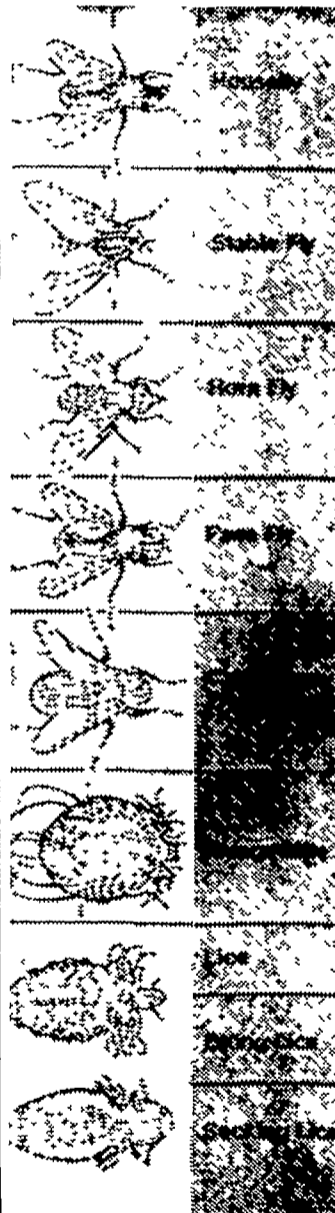 Housefly
Stable Fly
Horn Fly
Face Fly
Lice
Biting Lice
Sucking Lice